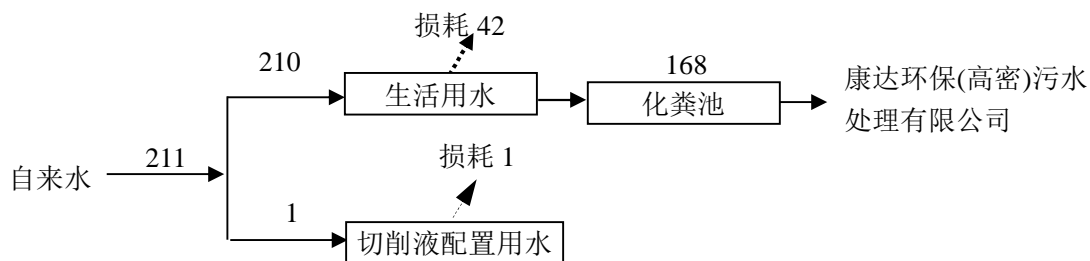 损耗 42
210
168
生活用水
化粪池
康达环保(高密)污水
处理有限公司
自来水
211
损耗 1
1
切削液配置用水